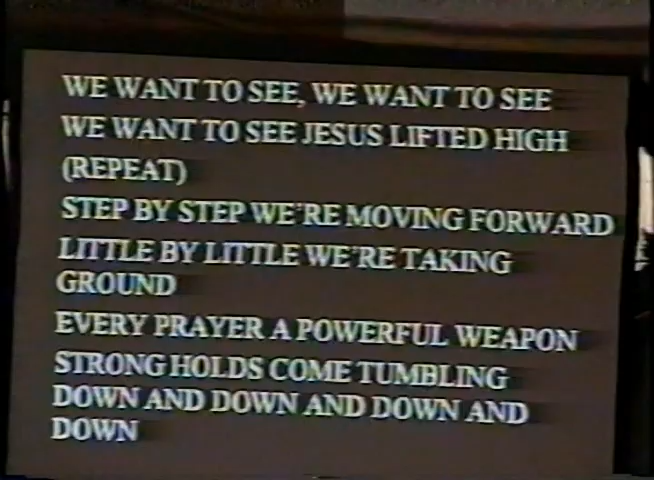 WE WANT TO SEE, WE WANT TO SEE
WE WANT TO SEE JESUS LIFTED HIGH
(REPEAT)
STEP BY STEP WE'RE MOVING FORWARD
LITTLE BY LITTLE WE'RE TAKING
GROUND
EVERY PRAYER A POWERFUL WEAPON
STRONG HOLDS COME TUMBLING
DOWN AND DOWN AND DOWN AND
DOWN